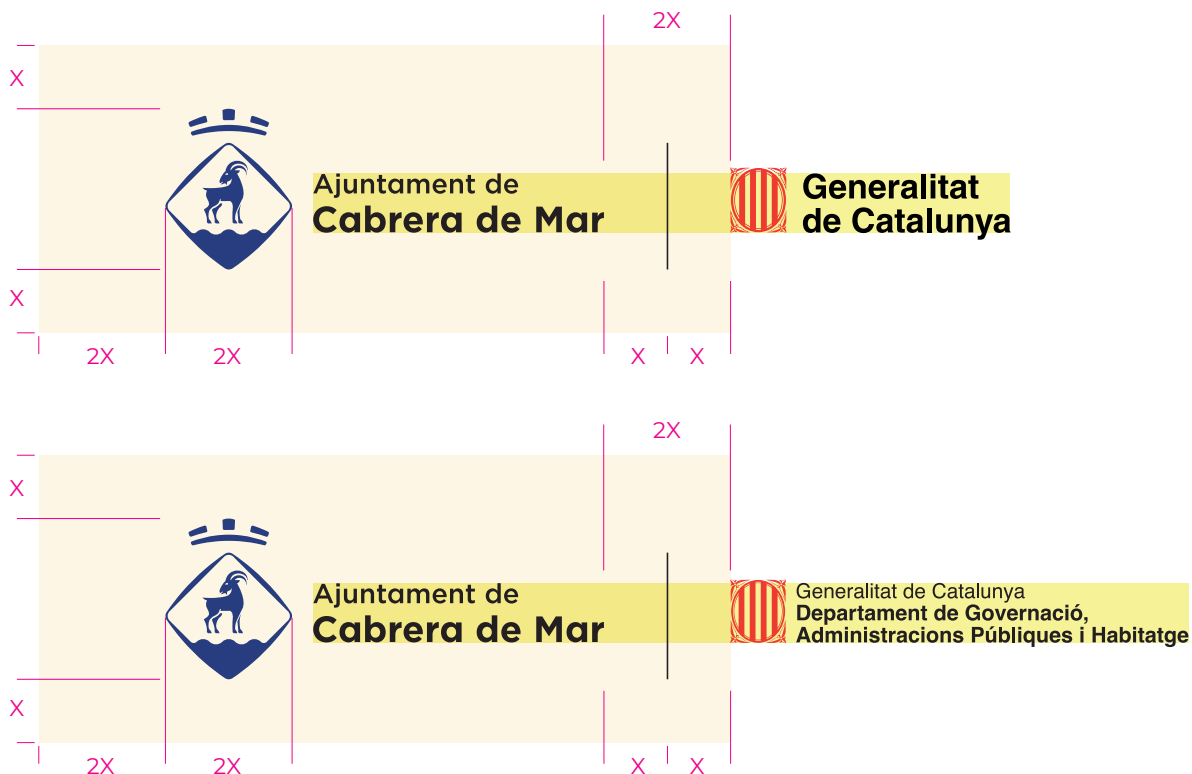 2X
X
Ajuntament de
Cabrera de Mar
Generalitat
de Catalunya
X
2X
2X
X
X
2X
X
Ajuntament de
Cabrera de Mar
Generalitat de Catalunya
Departament de Governació,
Administracions Públiques i Habitatge
X
2X
2X
X
X